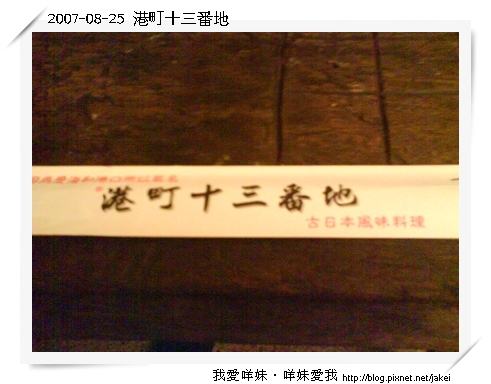 2007-08-25 港町十三番地
港町十三番地
古日本風味料理
我愛咩妹・咩妹愛我 http://blog.pixnet.net/jakei